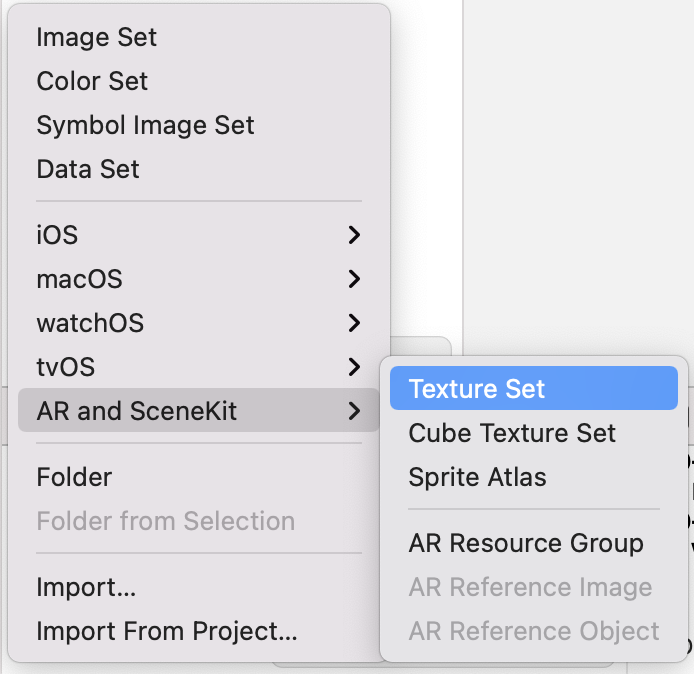 Image Set
Color Set
Symbol Image Set
Data Set
iOS
macOS
watchOS
tvOS
AR and SceneKit
Folder
Folder from Selection
Import...
Import From Project...
Texture Set
Cube Texture Set
Sprite Atlas
AR Resource Group
AR Reference Image
AR Reference Object